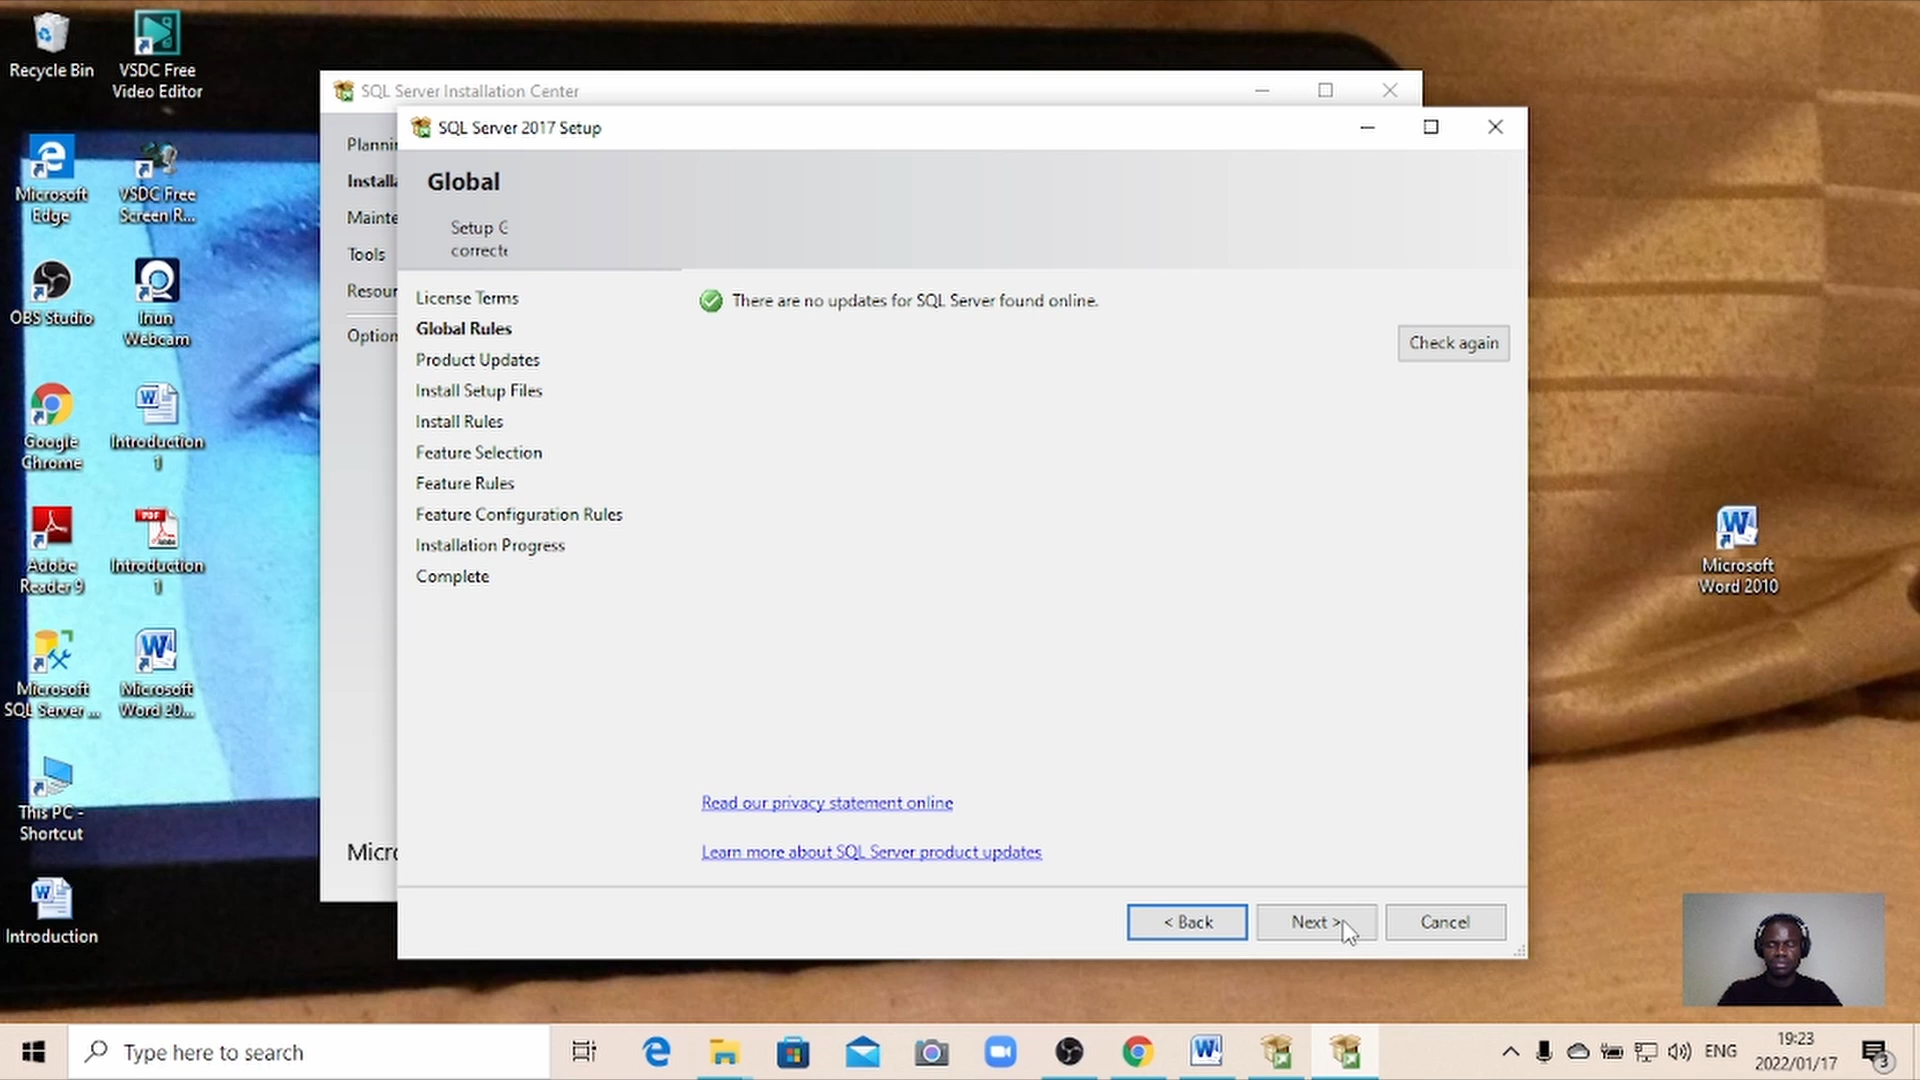 Recycle Bin
VSDC Free
Video Editor
Microsoft
Edge
VSDC Free
Screen R...
OBS Studio
Webcam
Google
Chrome
Introduction
1
Adobe
Reader 9
PDF
Adobe
Introduction
1
Microsoft
SQL Server ...
Microsoft
Word 20...
This PC -
Shortcut
Introduction
SQL Server Installation Center
Planni
Installa
Mainte
Tools
Resour
Option
Micro
SQL Server 2017 Setup
Global
Setup G
correcte
License Terms
Global Rules
Product Updates
Install Setup Files
Install Rules
Feature Selection
Feature Rules
Feature Configuration Rules
Installation Progress
Complete
There are no updates for SQL Server found online.
Check again
Read our privacy statement online
Learn more about SQL Server product updates
< Back
Next >
Cancel
Microsoft
Word 2010
Type here to search
ENG
19:23
2022/01/17
3